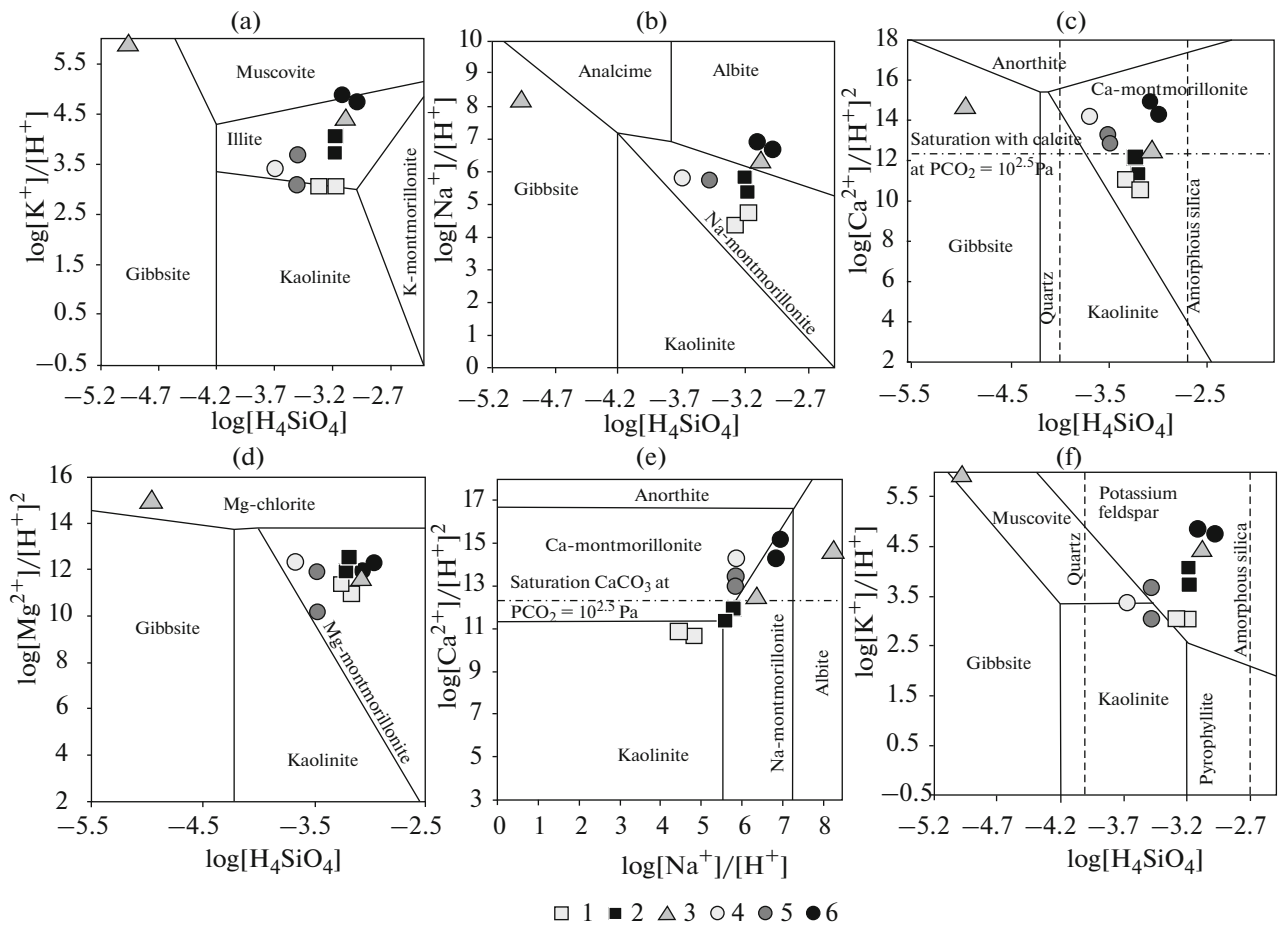 (a)
5.5
4.5
3.5
2.5
1.5
0.5
−0.5
log[K⁺]/[H⁺]
Muscovite
Illite
Gibbsite
Kaolinite
K-montmorillonite
−5.2 −4.7 −4.2 −3.7 −3.2 −2.7
log[H₄SiO₄]
(b)
10
9
8
7
6
5
4
3
2
1
0
log[Na⁺]/[H⁺]
Analcime
Albite
Gibbsite
Na-montmorillonite
Kaolinite
−5.2 −4.7 −4.2 −3.7 −3.2 −2.7
log[H₄SiO₄]
(c)
18
16
14
12
10
8
6
4
2
log[Ca²⁺]/[H⁺]²
Anorthite
Ca-montmorillonite
Saturation with calcite
at PCO₂ = 10^2.5Pa
Gibbsite
Quartz
Kaolinite
Amorphous silica
−5.5 −4.5 −3.5 −2.5
log[H₄SiO₄]
(d)
16
14
12
10
8
6
4
2
log[Mg²⁺]/[H⁺]²
Mg-chlorite
Gibbsite
Mg-montmorillonite
Kaolinite
−5.5 −4.5 −3.5 −2.5
log[H₄SiO₄]
(e)
17
15
13
11
9
7
5
3
log[Ca²⁺]/[H⁺]²
Anorthite
Ca-montmorillonite
Saturation CaCO₃ at
PCO₂ = 10^2.5 Pa
Kaolinite
Na-montmorillonite
Albite
0 1 2 3 4 5 6 7 8
log[Na⁺]/[H⁺]
(f)
5.5
4.5
3.5
2.5
1.5
0.5
−0.5
log[K⁺]/[H⁺]
Muscovite
Quartz
Potassium
feldspar
Gibbsite
Kaolinite
Pyrophyllite
Amorphous silica
−5.2 −4.7 −4.2 −3.7 −3.2 −2.7
log[H₄SiO₄]
1 2 3 4 5 6